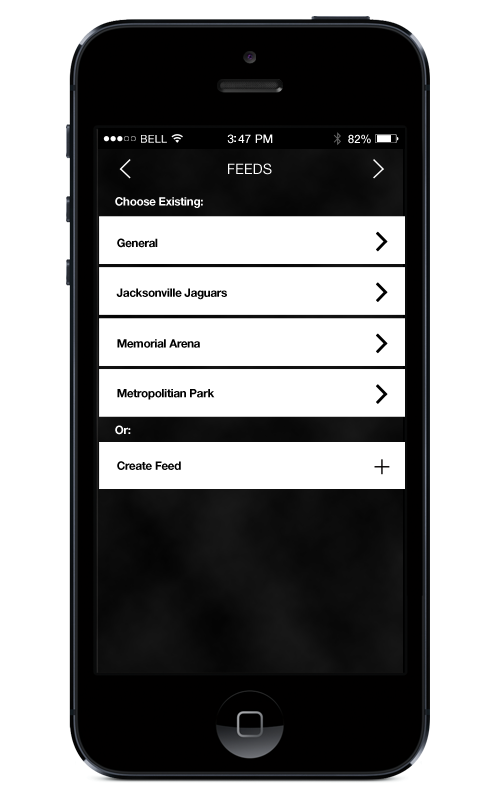 BELL 3:47 PM 82%
FEEDS
Choose Existing:
General
Jacksonville Jaguars
Memorial Arena
Metropolitian Park
Or:
Create Feed